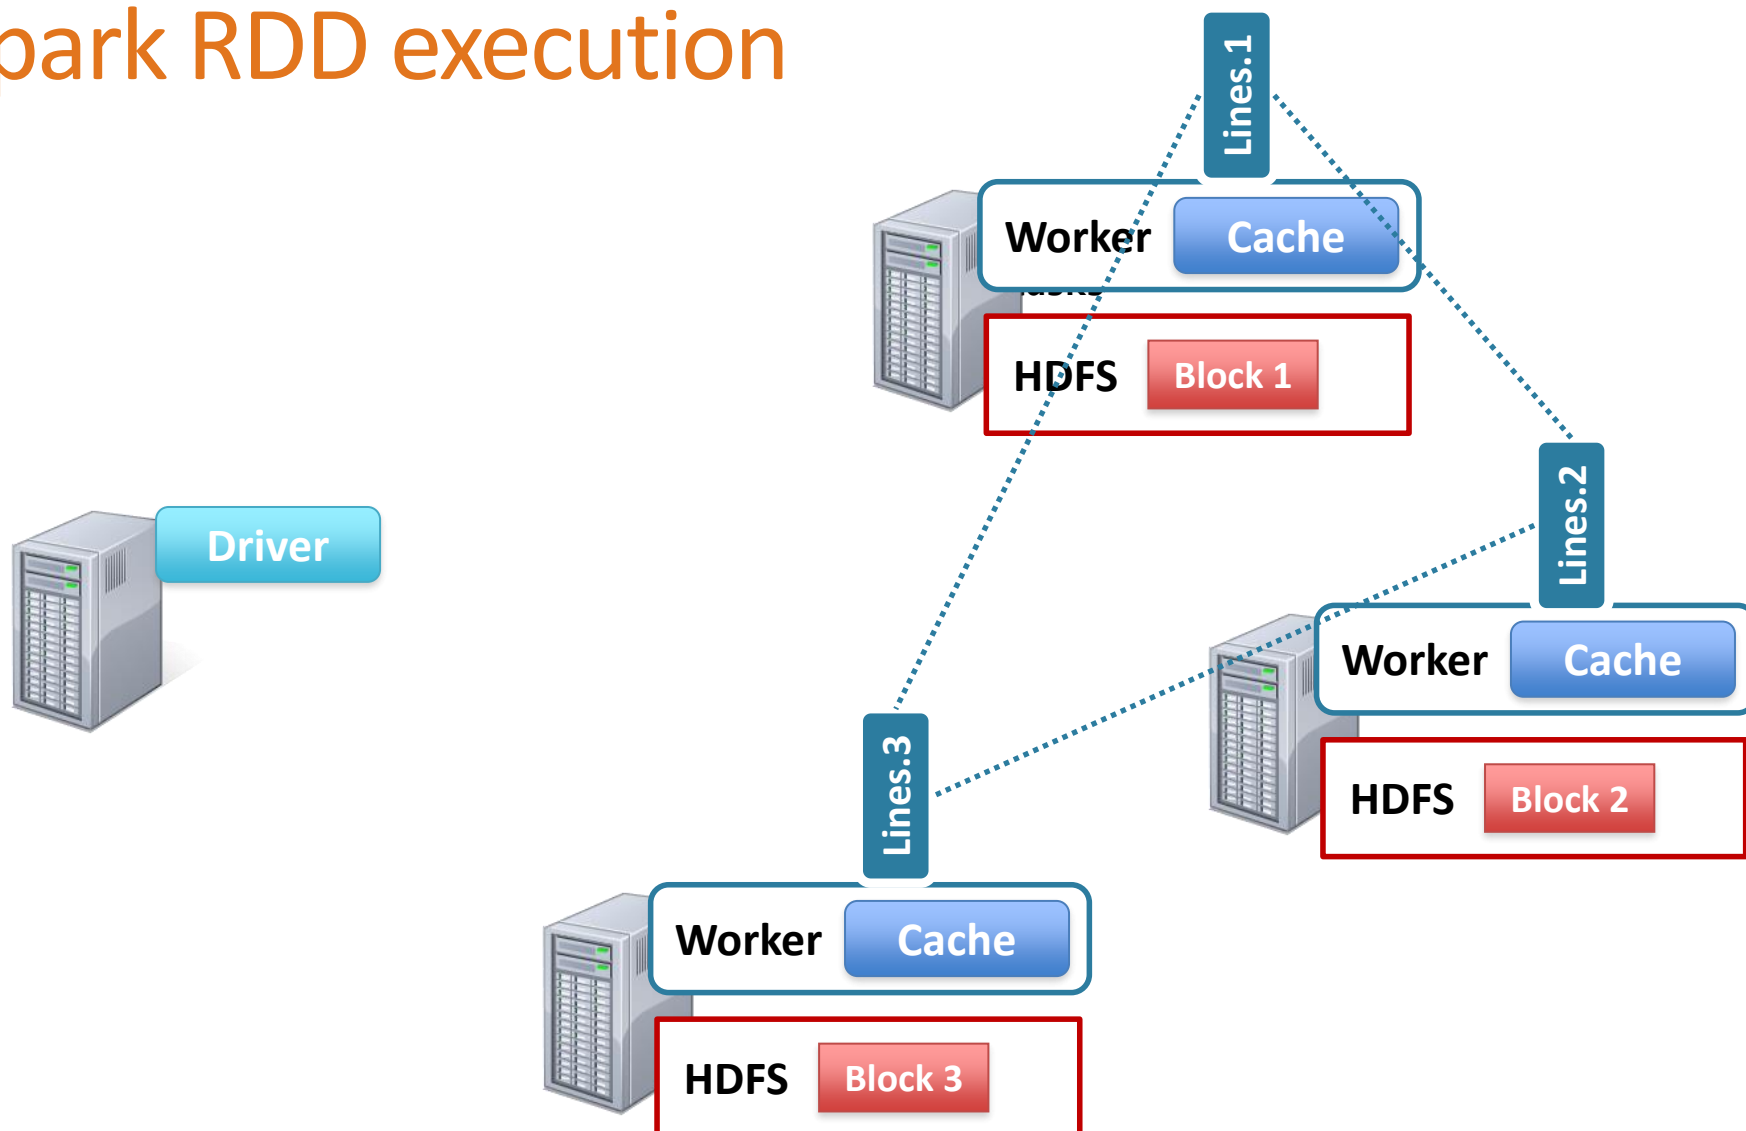 park RDD execution
Lines.1
Worker Cache
HDFS Block 1
Driver
Lines.2
Worker Cache
HDFS Block 2
Lines.3
Worker Cache
HDFS Block 3